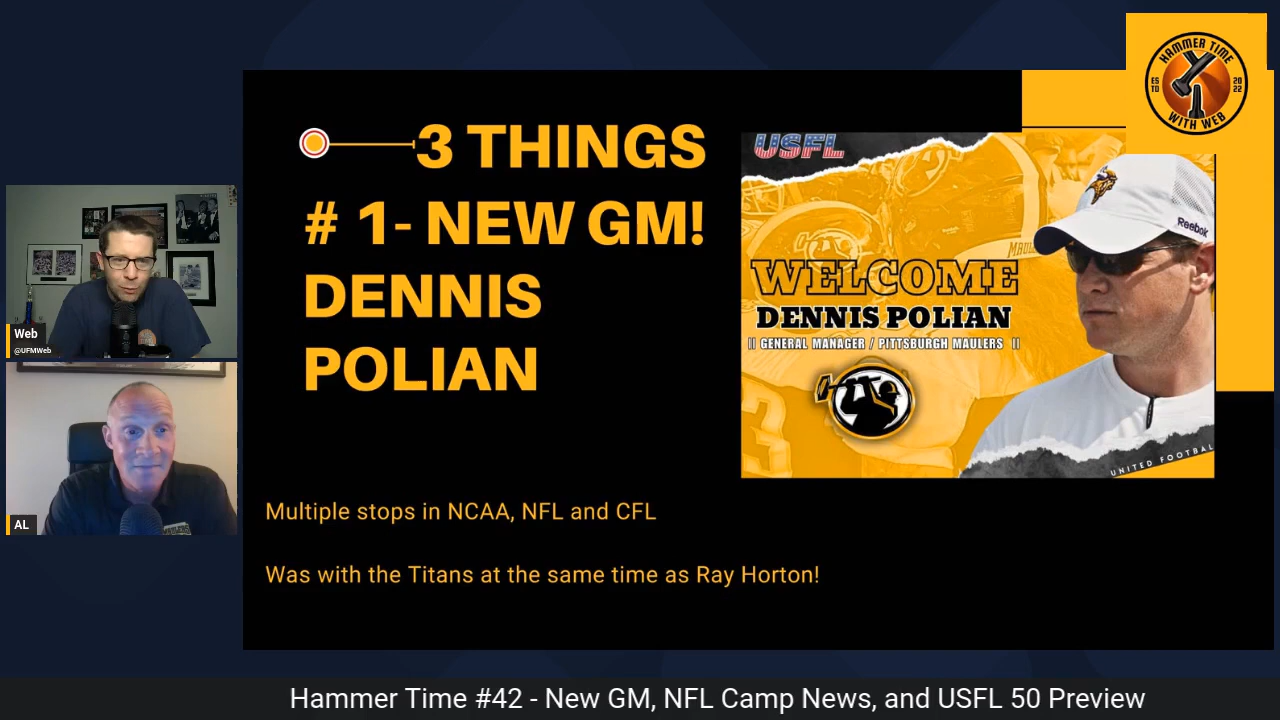 HAMMER TIME
ESTD
2022
WITH WEB
3 THINGS
# 1- NEW GM!
DENNIS
POLIAN
USFL
Reebok
WELCOME
DENNIS POLIAN
|| GENERAL MANAGER / PITTSBURGH MAULERS ||
UNITED FOOTBAL
Web
@UFMWeb
AL
Multiple stops in NCAA, NFL and CFL
Was with the Titans at the same time as Ray Horton!
Hammer Time #42 - New GM, NFL Camp News, and USFL 50 Preview